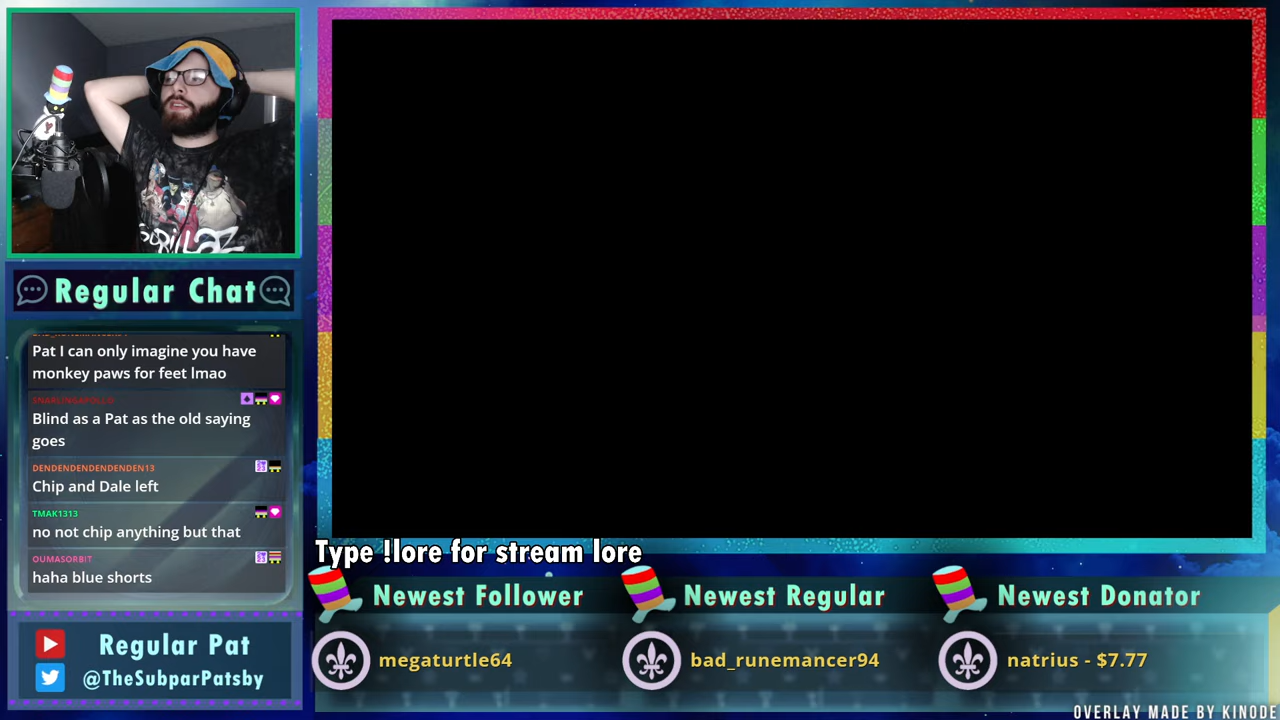 GORILLAZ
Regular Chat
Pat I can only imagine you have
monkey paws for feet lmao
SNARLINGAPOLLO
Blind as a Pat as the old saying
goes
DENDENDENDENDENDEN13
Chip and Dale left
TMAK1313
no not chip anything but that
OUMASORBIT
haha blue shorts
Regular Pat
@TheSubparPatsby
Type !lore for stream lore
Newest Follower
megaturtle64
Newest Regular
bad_runemancer94
Newest Donator
natrius - $7.77
OVERLAY MADE BY KINODE